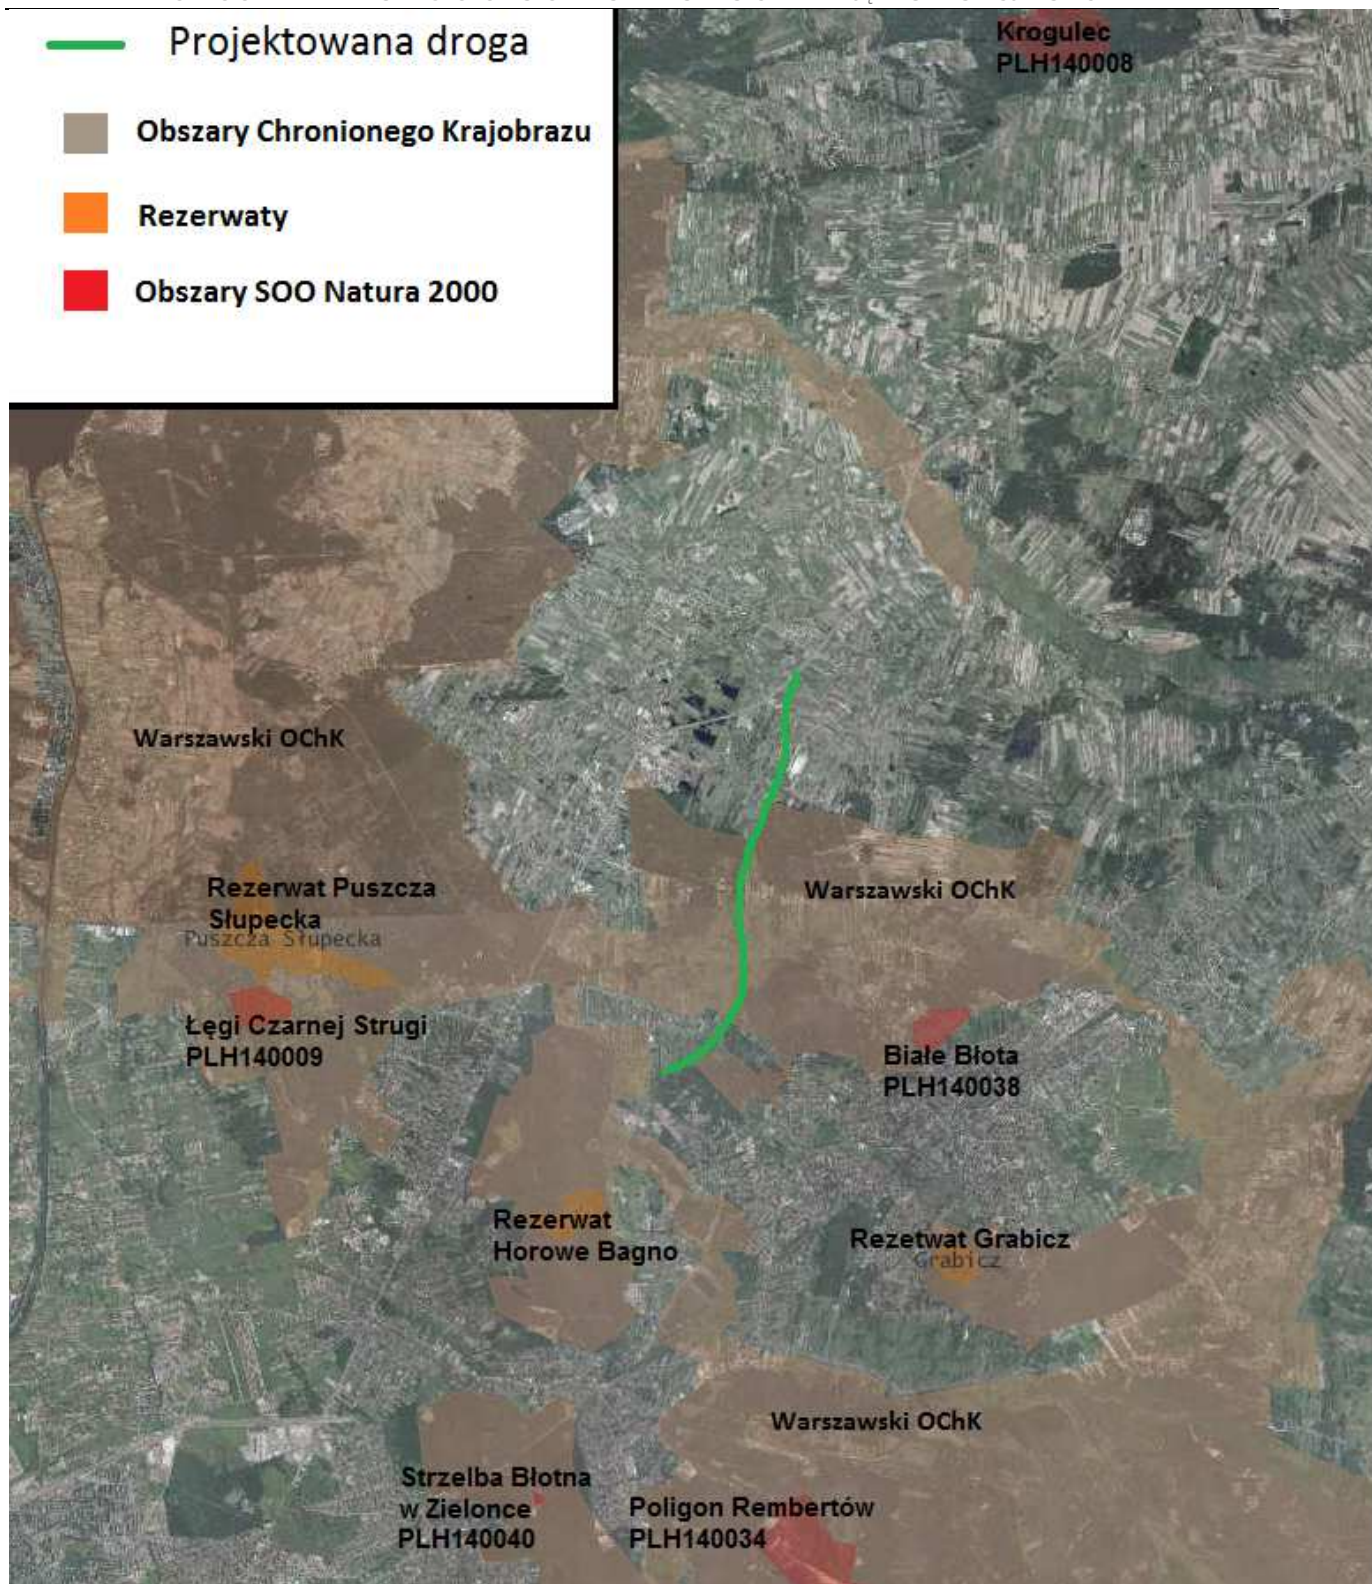 Projektowana droga
Obszary Chronionego Krajobrazu
Rezerwaty
Obszary SOO Natura 2000
Krogulec
PLH140008
Warszawski OChK
Rezerwat Puszcza
Słupecka
Puszcza Słupecka
Warszawski OChK
Łęgi Czarnej Strugi
PLH140009
Białe Błota
PLH140038
Rezerwat
Horowe Bagno
Rezetwat Grabicz
Grabicz
Warszawski OChK
Strzelba Błotna
w Zielonce
PLH140040
Poligon Rembertów
PLH140034